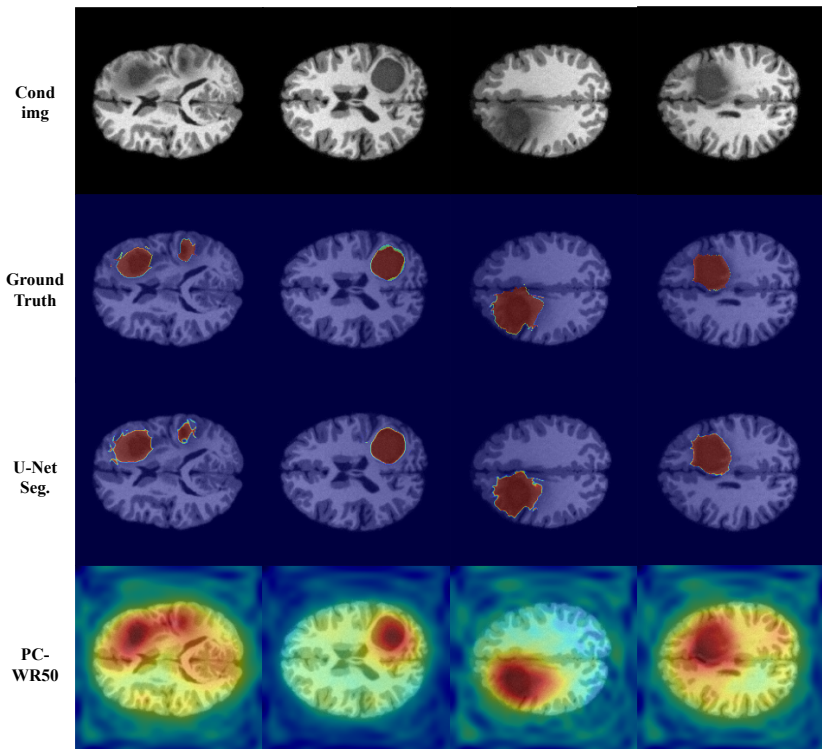 Cond
img
Ground
Truth
U-Net
Seg.
PC-
WR50